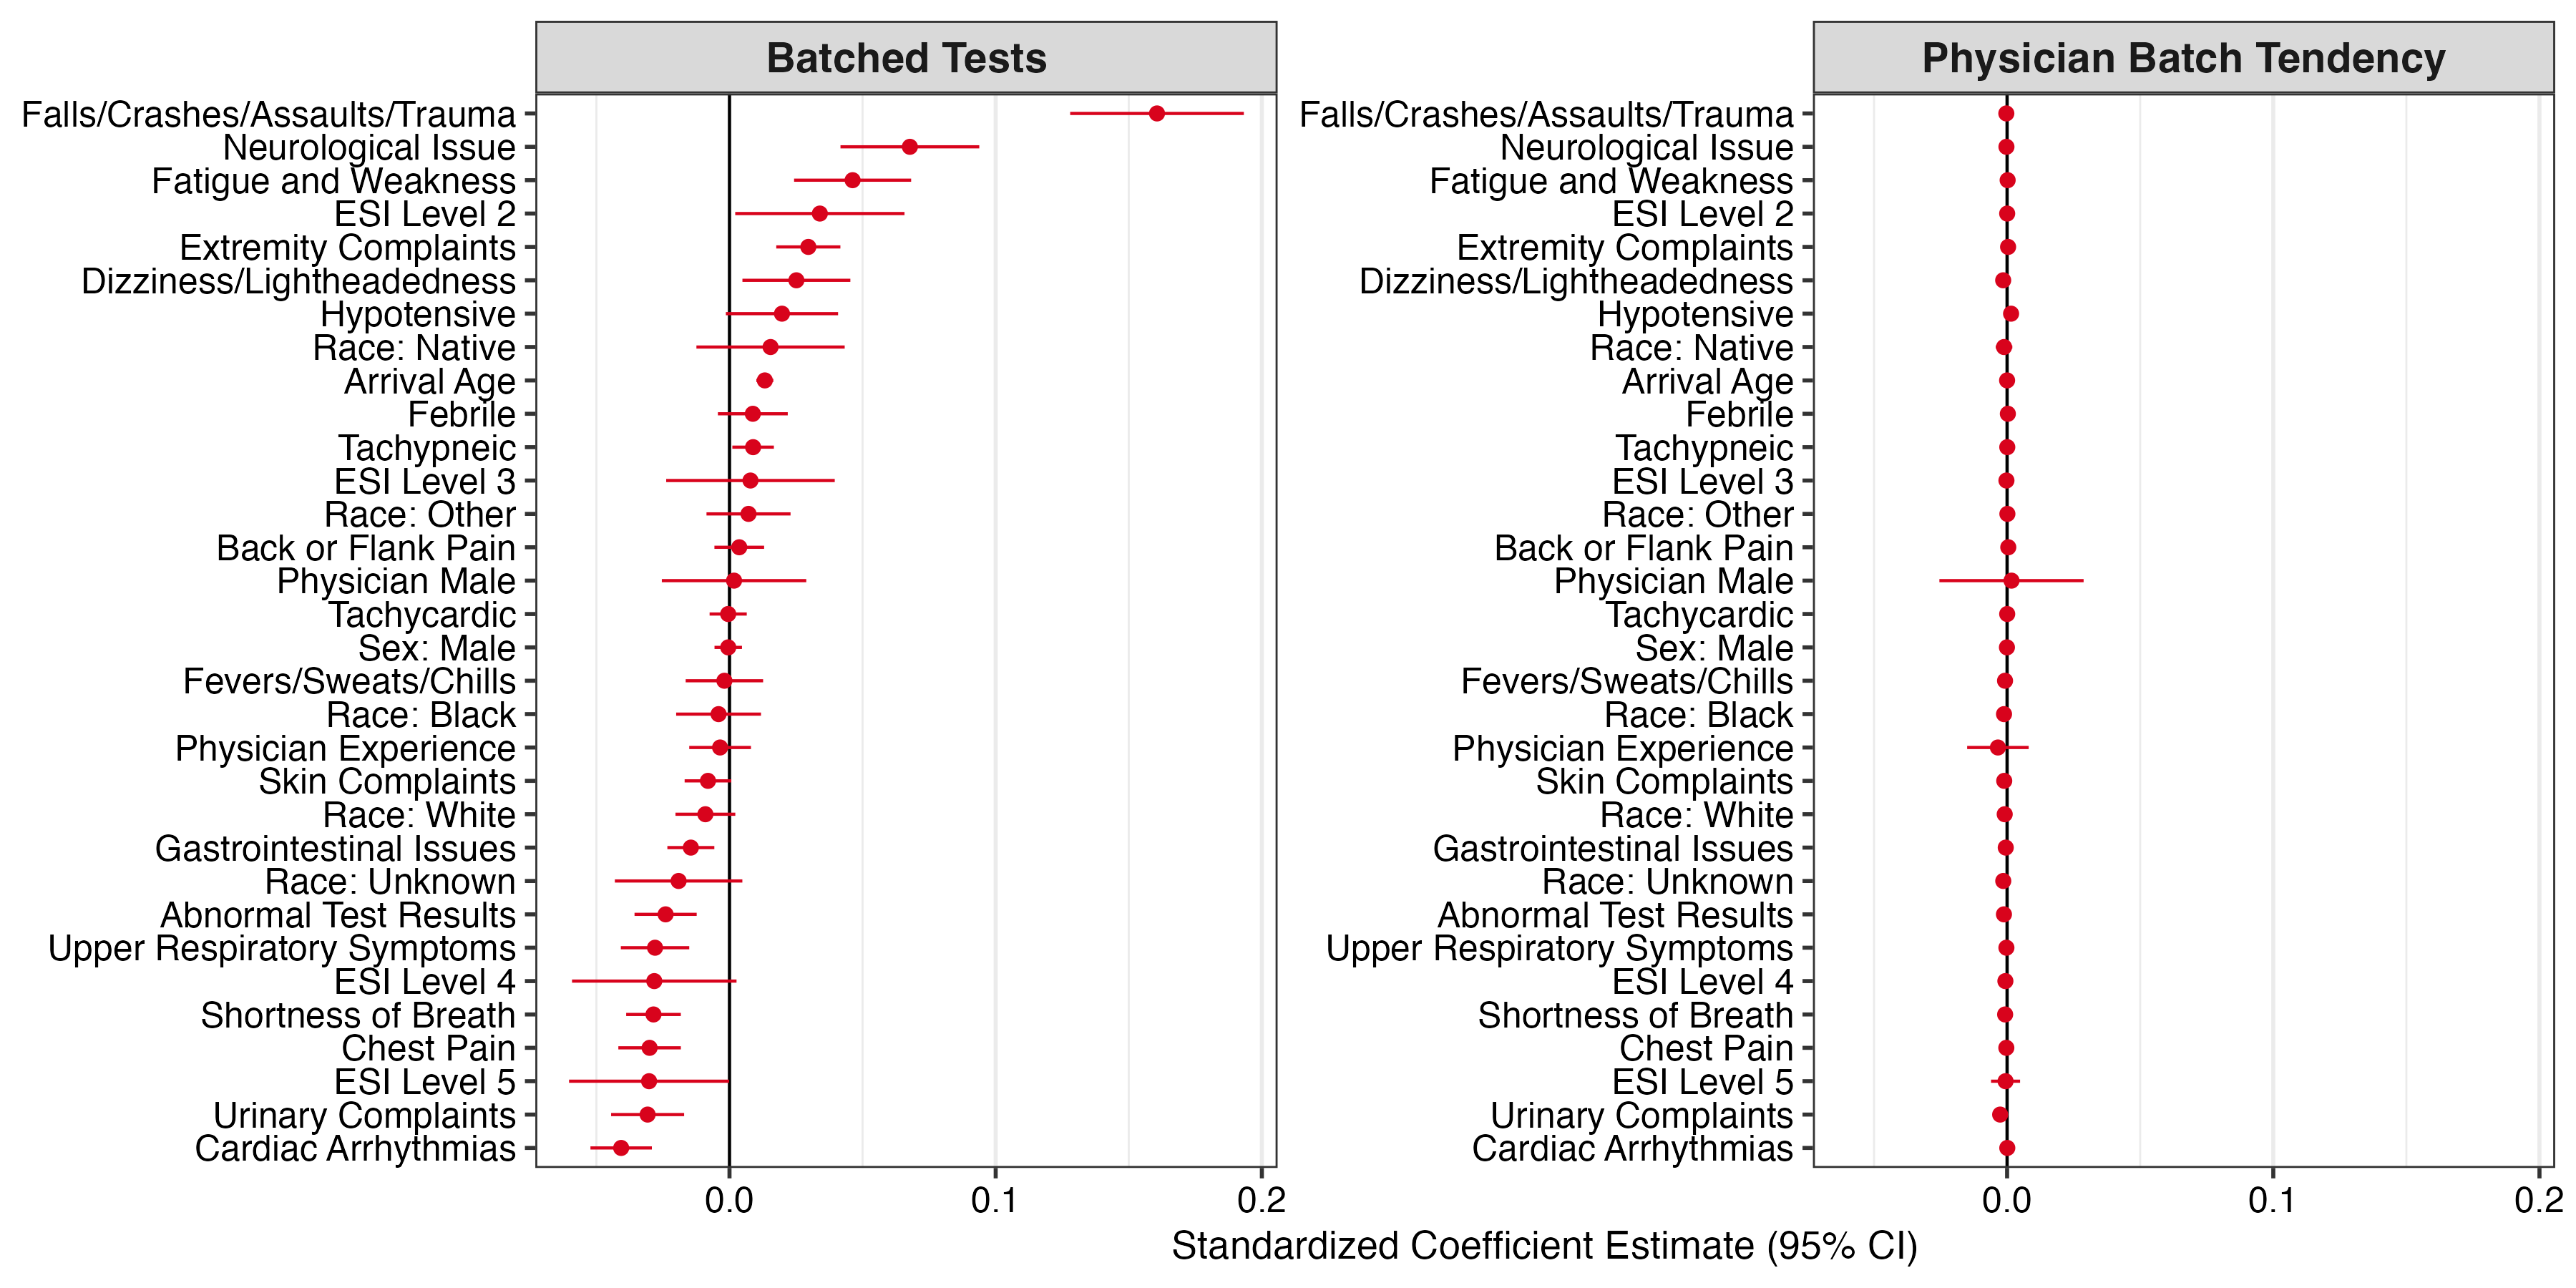 Batched Tests
Falls/Crashes/Assaults/Trauma
Neurological Issue
Fatigue and Weakness
ESI Level 2
Extremity Complaints
Dizziness/Lightheadedness
Hypotensive
Race: Native
Arrival Age
Febrile
Tachypneic
ESI Level 3
Race: Other
Back or Flank Pain
Physician Male
Tachycardic
Sex: Male
Fevers/Sweats/Chills
Race: Black
Physician Experience
Skin Complaints
Race: White
Gastrointestinal Issues
Race: Unknown
Abnormal Test Results
Upper Respiratory Symptoms
ESI Level 4
Shortness of Breath
Chest Pain
ESI Level 5
Urinary Complaints
Cardiac Arrhythmias
0.0 0.1 0.2
Physician Batch Tendency
Falls/Crashes/Assaults/Trauma
Neurological Issue
Fatigue and Weakness
ESI Level 2
Extremity Complaints
Dizziness/Lightheadedness
Hypotensive
Race: Native
Arrival Age
Febrile
Tachypneic
ESI Level 3
Race: Other
Back or Flank Pain
Physician Male
Tachycardic
Sex: Male
Fevers/Sweats/Chills
Race: Black
Physician Experience
Skin Complaints
Race: White
Gastrointestinal Issues
Race: Unknown
Abnormal Test Results
Upper Respiratory Symptoms
ESI Level 4
Shortness of Breath
Chest Pain
ESI Level 5
Urinary Complaints
Cardiac Arrhythmias
0.0 0.1 0.2
Standardized Coefficient Estimate (95% CI)